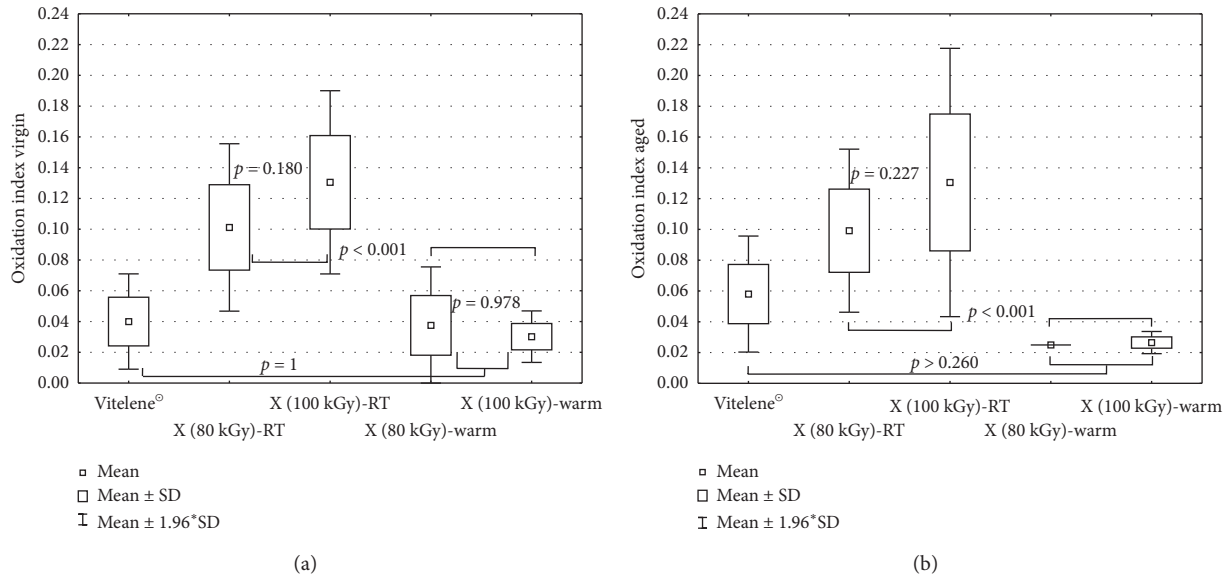 Oxidation index virgin
0.24
0.22
0.20
0.18
0.16
0.14
0.12
0.10
0.08
0.06
0.04
0.02
0.00
p = 0.180
p < 0.001
p = 0.978
p = 1
Vitelene⊙
X (100 kGy)-RT
X (100 kGy)-warm
X (80 kGy)-RT
X (80 kGy)-warm
Mean
Mean ± SD
Mean ± 1.96*SD
(a)
Oxidation index aged
0.24
0.22
0.20
0.18
0.16
0.14
0.12
0.10
0.08
0.06
0.04
0.02
0.00
p = 0.227
p < 0.001
p > 0.260
Vitelene⊙
X (100 kGy)-RT
X (100 kGy)-warm
X (80 kGy)-RT
X (80 kGy)-warm
Mean
Mean ± SD
Mean ± 1.96*SD
(b)